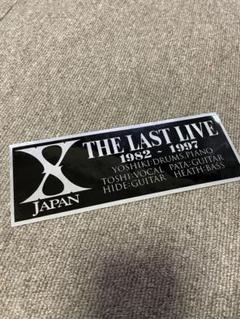 X
JAPAN
THE LAST LIVE
1982 - 1997
YOSHIKI:DRUMS,PIANO
TOSHI:VOCAL PATA:GUITAR
HIDE:GUITAR HEATH:BASS